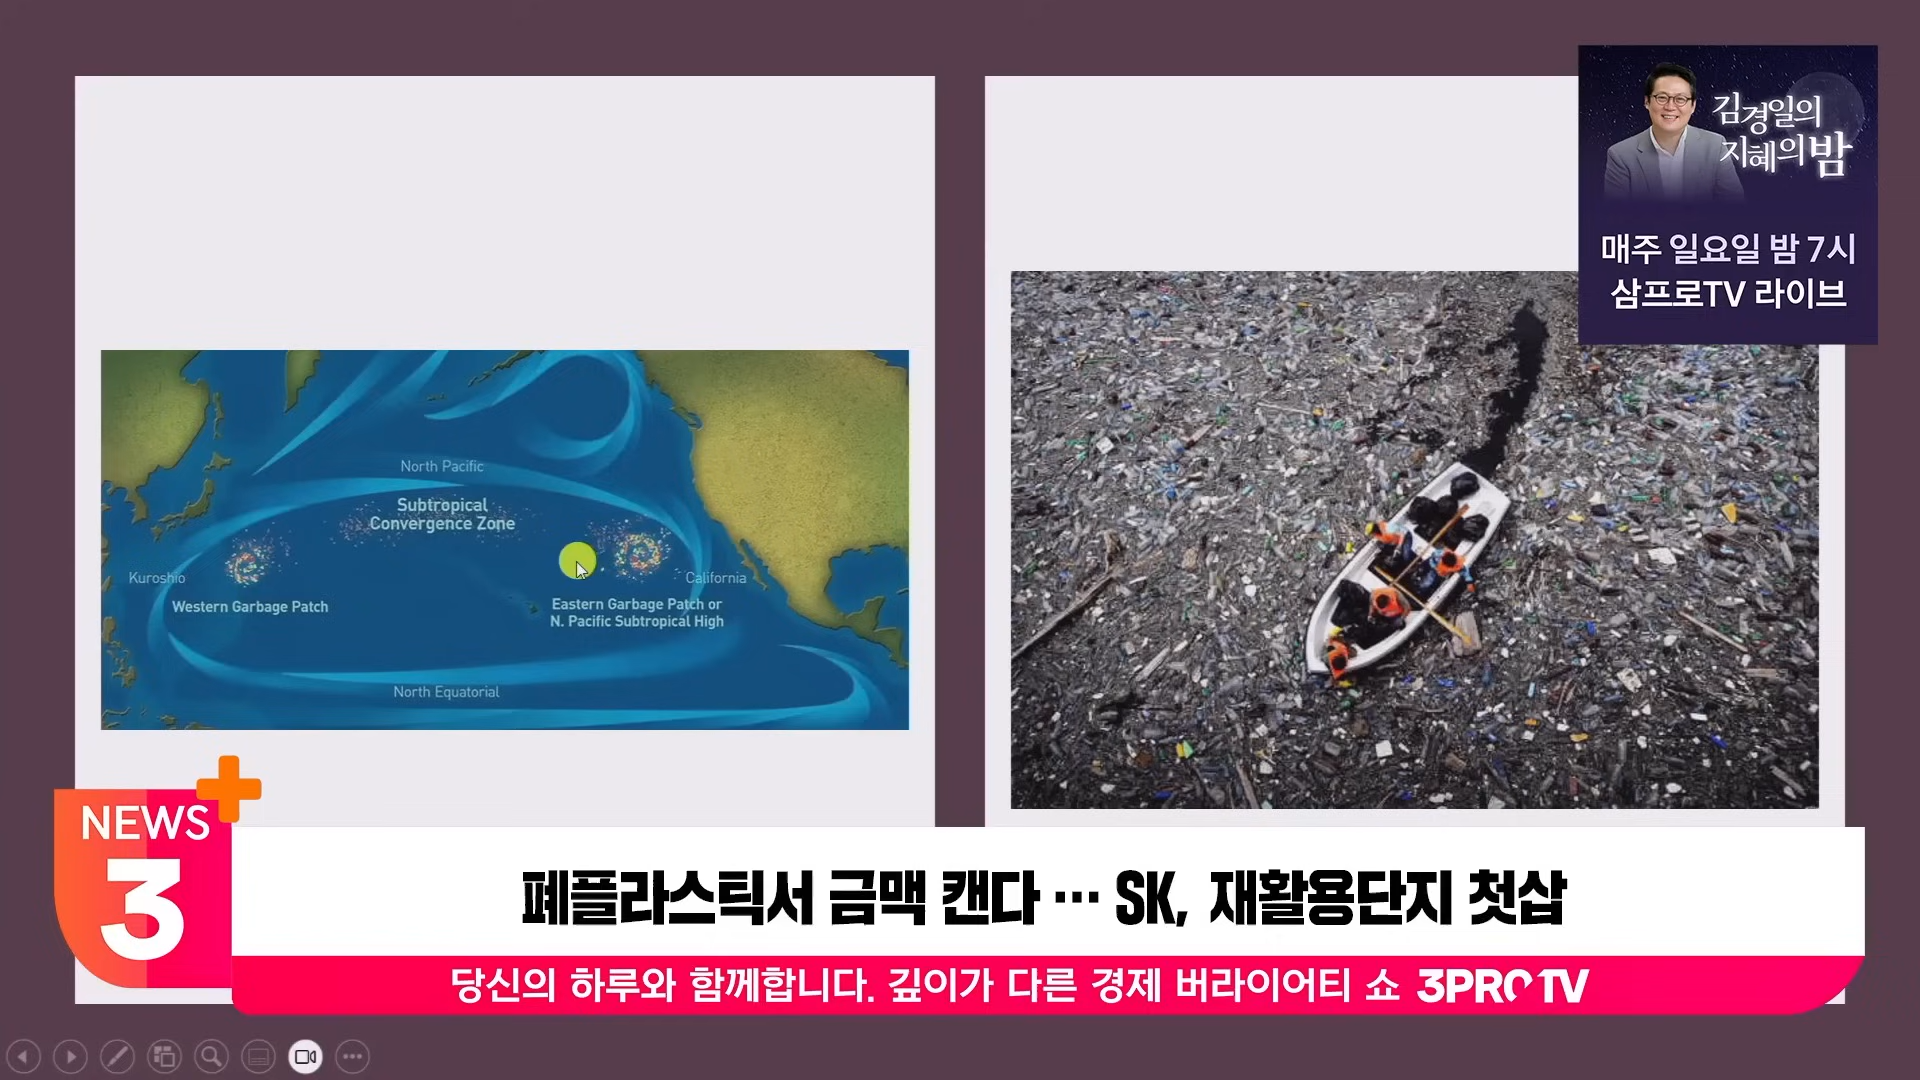 김경일의
지혜의 밤
매주 일요일 밤 7시
삼프로TV 라이브
North Pacific
Subtropical
Convergence Zone
Kuroshio
California
Western Garbage Patch
Eastern Garbage Patch or
N. Pacific Subtropical High
North Equatorial
NEWS
3
폐플라스틱서 금맥 캔다 ··· SK, 재활용단지 첫삽
당신의 하루와 함께합니다. 깊이가 다른 경제 버라이어티 쇼 3PROTV